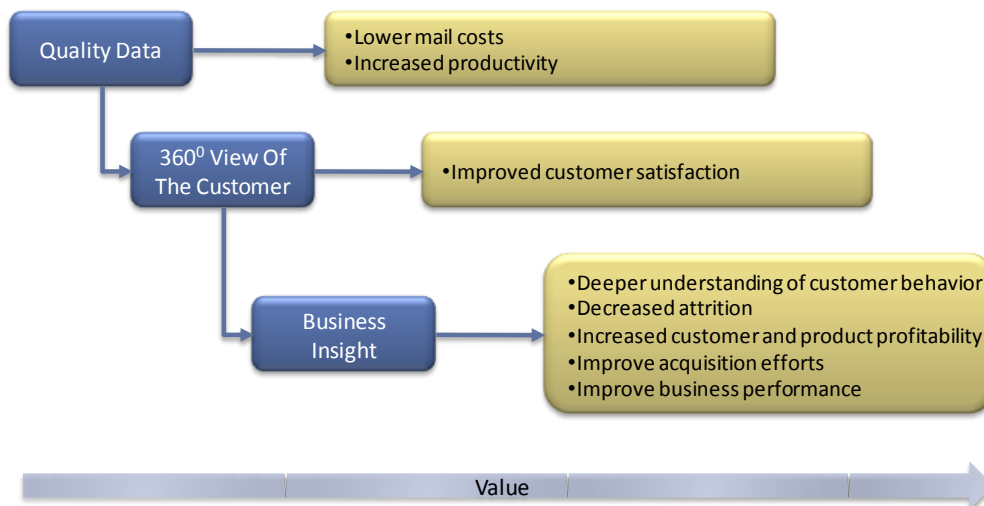 Quality Data
•Lower mail costs
•Increased productivity
360⁰ View Of
The Customer
•Improved customer satisfaction
Business
Insight
•Deeper understanding of customer behavior
•Decreased attrition
•Increased customer and product profitability
•Improve acquisition efforts
•Improve business performance
Value